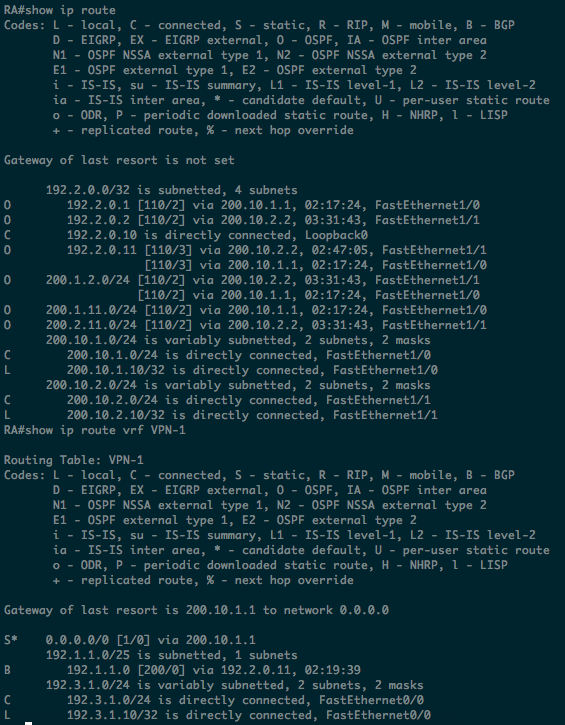 RA#show ip route
Codes: L - local, C - connected, S - static, R - RIP, M - mobile, B - BGP
       D - EIGRP, EX - EIGRP external, O - OSPF, IA - OSPF inter area
       N1 - OSPF NSSA external type 1, N2 - OSPF NSSA external type 2
       E1 - OSPF external type 1, E2 - OSPF external type 2
       i - IS-IS, su - IS-IS summary, L1 - IS-IS level-1, L2 - IS-IS level-2
       ia - IS-IS inter area, * - candidate default, U - per-user static route
       o - ODR, P - periodic downloaded static route, H - NHRP, l - LISP
       + - replicated route, % - next hop override

Gateway of last resort is not set

      192.2.0.0/32 is subnetted, 4 subnets
O        192.2.0.1 [110/2] via 200.10.1.1, 02:17:24, FastEthernet1/0
O        192.2.0.2 [110/2] via 200.10.2.2, 03:31:43, FastEthernet1/1
C        192.2.0.10 is directly connected, Loopback0
O        192.2.0.11 [110/3] via 200.10.2.2, 02:47:05, FastEthernet1/1
                    [110/3] via 200.10.1.1, 02:17:24, FastEthernet1/0
O     200.1.2.0/24 [110/2] via 200.10.2.2, 03:31:43, FastEthernet1/1
                   [110/2] via 200.10.1.1, 02:17:24, FastEthernet1/0
O     200.1.11.0/24 [110/2] via 200.10.1.1, 02:17:24, FastEthernet1/0
O     200.2.11.0/24 [110/2] via 200.10.2.2, 03:31:43, FastEthernet1/1
      200.10.1.0/24 is variably subnetted, 2 subnets, 2 masks
C        200.10.1.0/24 is directly connected, FastEthernet1/0
L        200.10.1.10/32 is directly connected, FastEthernet1/0
      200.10.2.0/24 is variably subnetted, 2 subnets, 2 masks
C        200.10.2.0/24 is directly connected, FastEthernet1/1
L        200.10.2.10/32 is directly connected, FastEthernet1/1
RA#show ip route vrf VPN-1

Routing Table: VPN-1
Codes: L - local, C - connected, S - static, R - RIP, M - mobile, B - BGP
       D - EIGRP, EX - EIGRP external, O - OSPF, IA - OSPF inter area
       N1 - OSPF NSSA external type 1, N2 - OSPF NSSA external type 2
       E1 - OSPF external type 1, E2 - OSPF external type 2
       i - IS-IS, su - IS-IS summary, L1 - IS-IS level-1, L2 - IS-IS level-2
       ia - IS-IS inter area, * - candidate default, U - per-user static route
       o - ODR, P - periodic downloaded static route, H - NHRP, l - LISP
       + - replicated route, % - next hop override

Gateway of last resort is 200.10.1.1 to network 0.0.0.0

S*    0.0.0.0/0 [1/0] via 200.10.1.1
      192.1.1.0/25 is subnetted, 1 subnets
B        192.1.1.0 [200/0] via 192.2.0.11, 02:19:39
      192.3.1.0/24 is variably subnetted, 2 subnets, 2 masks
C        192.3.1.0/24 is directly connected, FastEthernet0/0
L        192.3.1.10/32 is directly connected, FastEthernet0/0